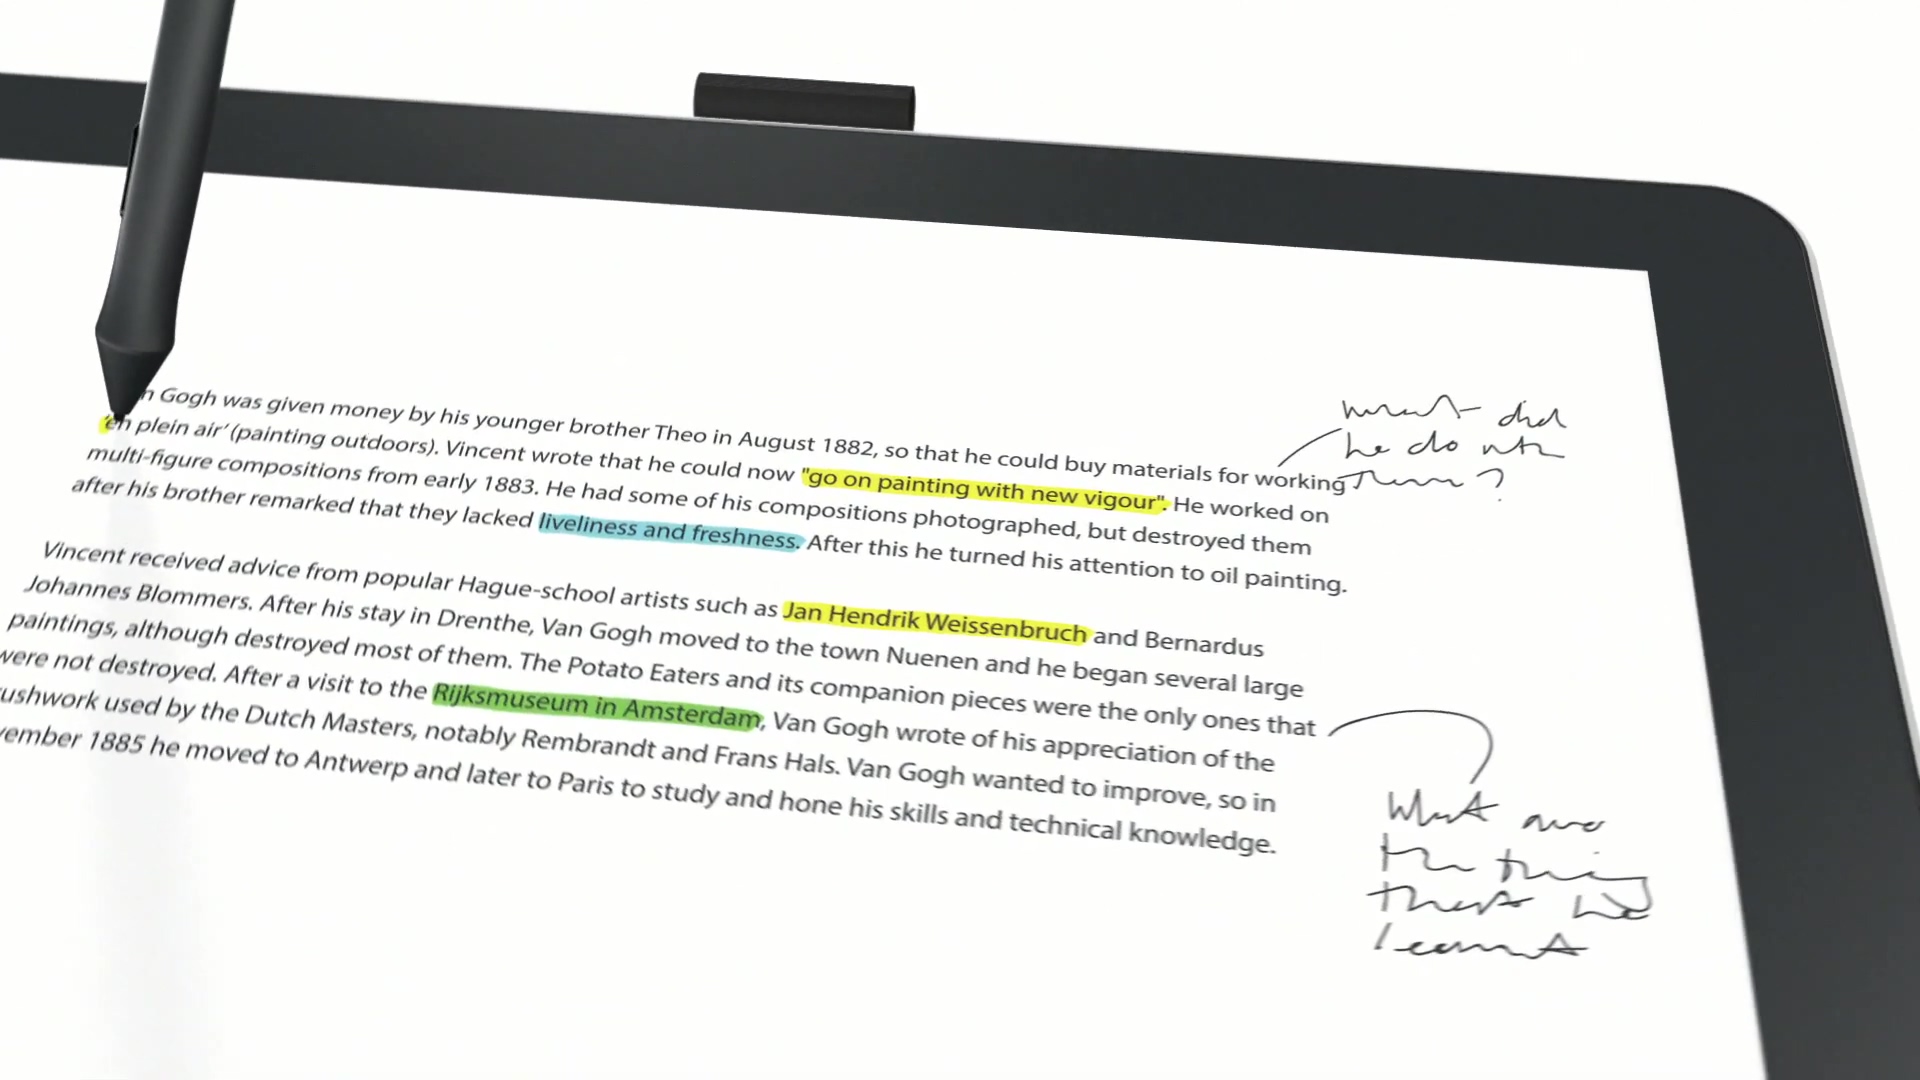 n Gogh was given money by his younger brother Theo in August 1882, so that he could buy materials for working
'en plein air' (painting outdoors). Vincent wrote that he could now "go on painting with new vigour". He worked on
multi-figure compositions from early 1883. He had some of his compositions photographed, but destroyed them
after his brother remarked that they lacked liveliness and freshness. After this he turned his attention to oil painting.
Vincent received advice from popular Hague-school artists such as Jan Hendrik Weissenbruch and Bernardus
Johannes Blommers. After his stay in Drenthe, Van Gogh moved to the town Nuenen and he began several large
paintings, although destroyed most of them. The Potato Eaters and its companion pieces were the only ones that
were not destroyed. After a visit to the Rijksmuseum in Amsterdam, Van Gogh wrote of his appreciation of the
ushwork used by the Dutch Masters, notably Rembrandt and Frans Hals. Van Gogh wanted to improve, so in
vember 1885 he moved to Antwerp and later to Paris to study and hone his skills and technical knowledge.
what did
he do with
them?
What are
the thing
that he
learnt